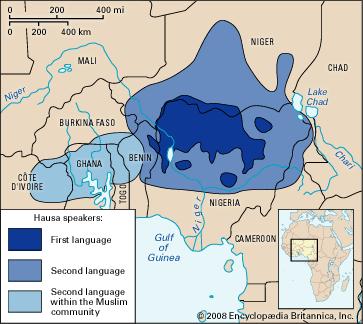 0 200 400 mi
0 200 400 km
NIGER
MALI
Niger
Lake
Chad
CHAD
BURKINA FASO
Chari
BENIN
GHANA
CÔTE
D'IVOIRE
TOGO
NIGERIA
Niger
Gulf
of
Guinea
CAMEROON
Hausa speakers:
First language
Second language
Second language
within the Muslim
community
© 2008 Encyclopædia Britannica, Inc.